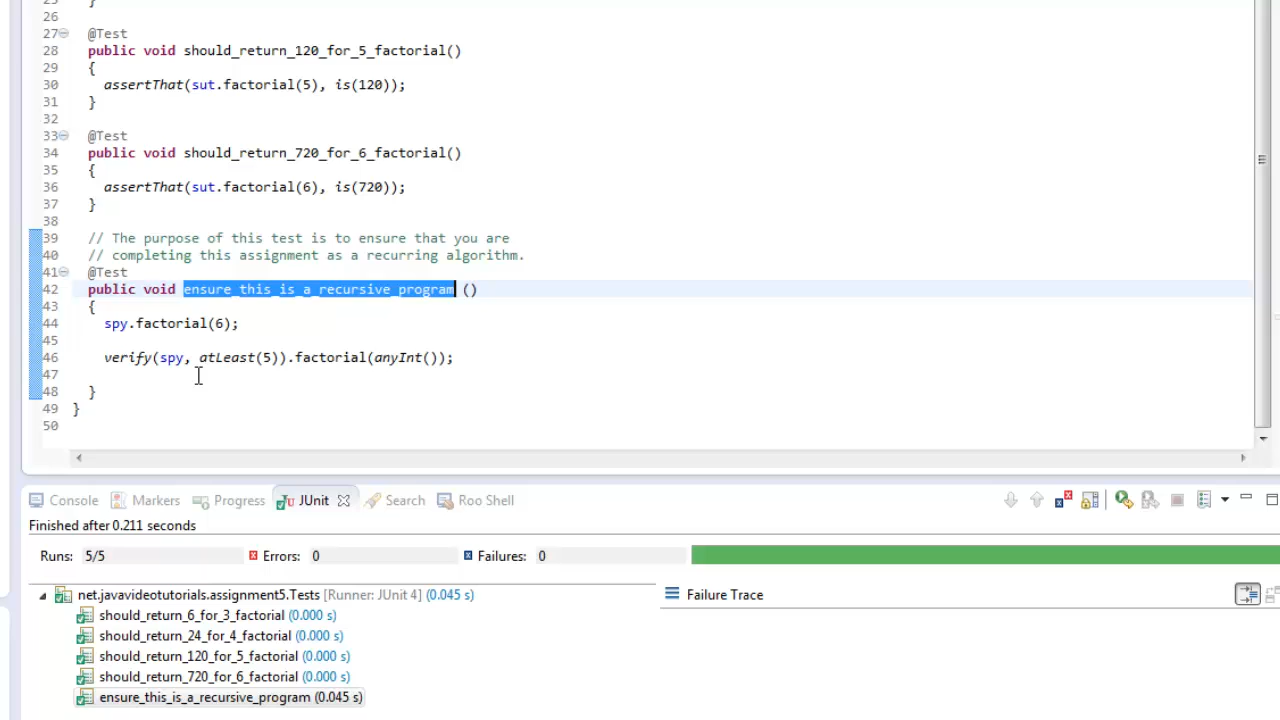 25 }
26
27 @Test
28 public void should_return_120_for_5_factorial()
29 {
30 assertThat(sut.factorial(5), is(120));
31 }
32
33 @Test
34 public void should_return_720_for_6_factorial()
35 {
36 assertThat(sut.factorial(6), is(720));
37 }
38
39 // The purpose of this test is to ensure that you are
40 // completing this assignment as a recurring algorithm.
41 @Test
42 public void ensure_this_is_a_recursive_program ()
43 {
44 spy.factorial(6);
45
46 verify(spy, atLeast(5)).factorial(anyInt());
47
48 }
49 }
50
Console Markers Progress JUnit Search Roo Shell
Finished after 0.211 seconds
Runs: 5/5 Errors: 0 Failures: 0
net.javavideotutorials.assignment5.Tests [Runner: JUnit 4] (0.045 s) Failure Trace
should_return_6_for_3_factorial (0.000 s)
should_return_24_for_4_factorial (0.000 s)
should_return_120_for_5_factorial (0.000 s)
should_return_720_for_6_factorial (0.000 s)
ensure_this_is_a_recursive_program (0.045 s)